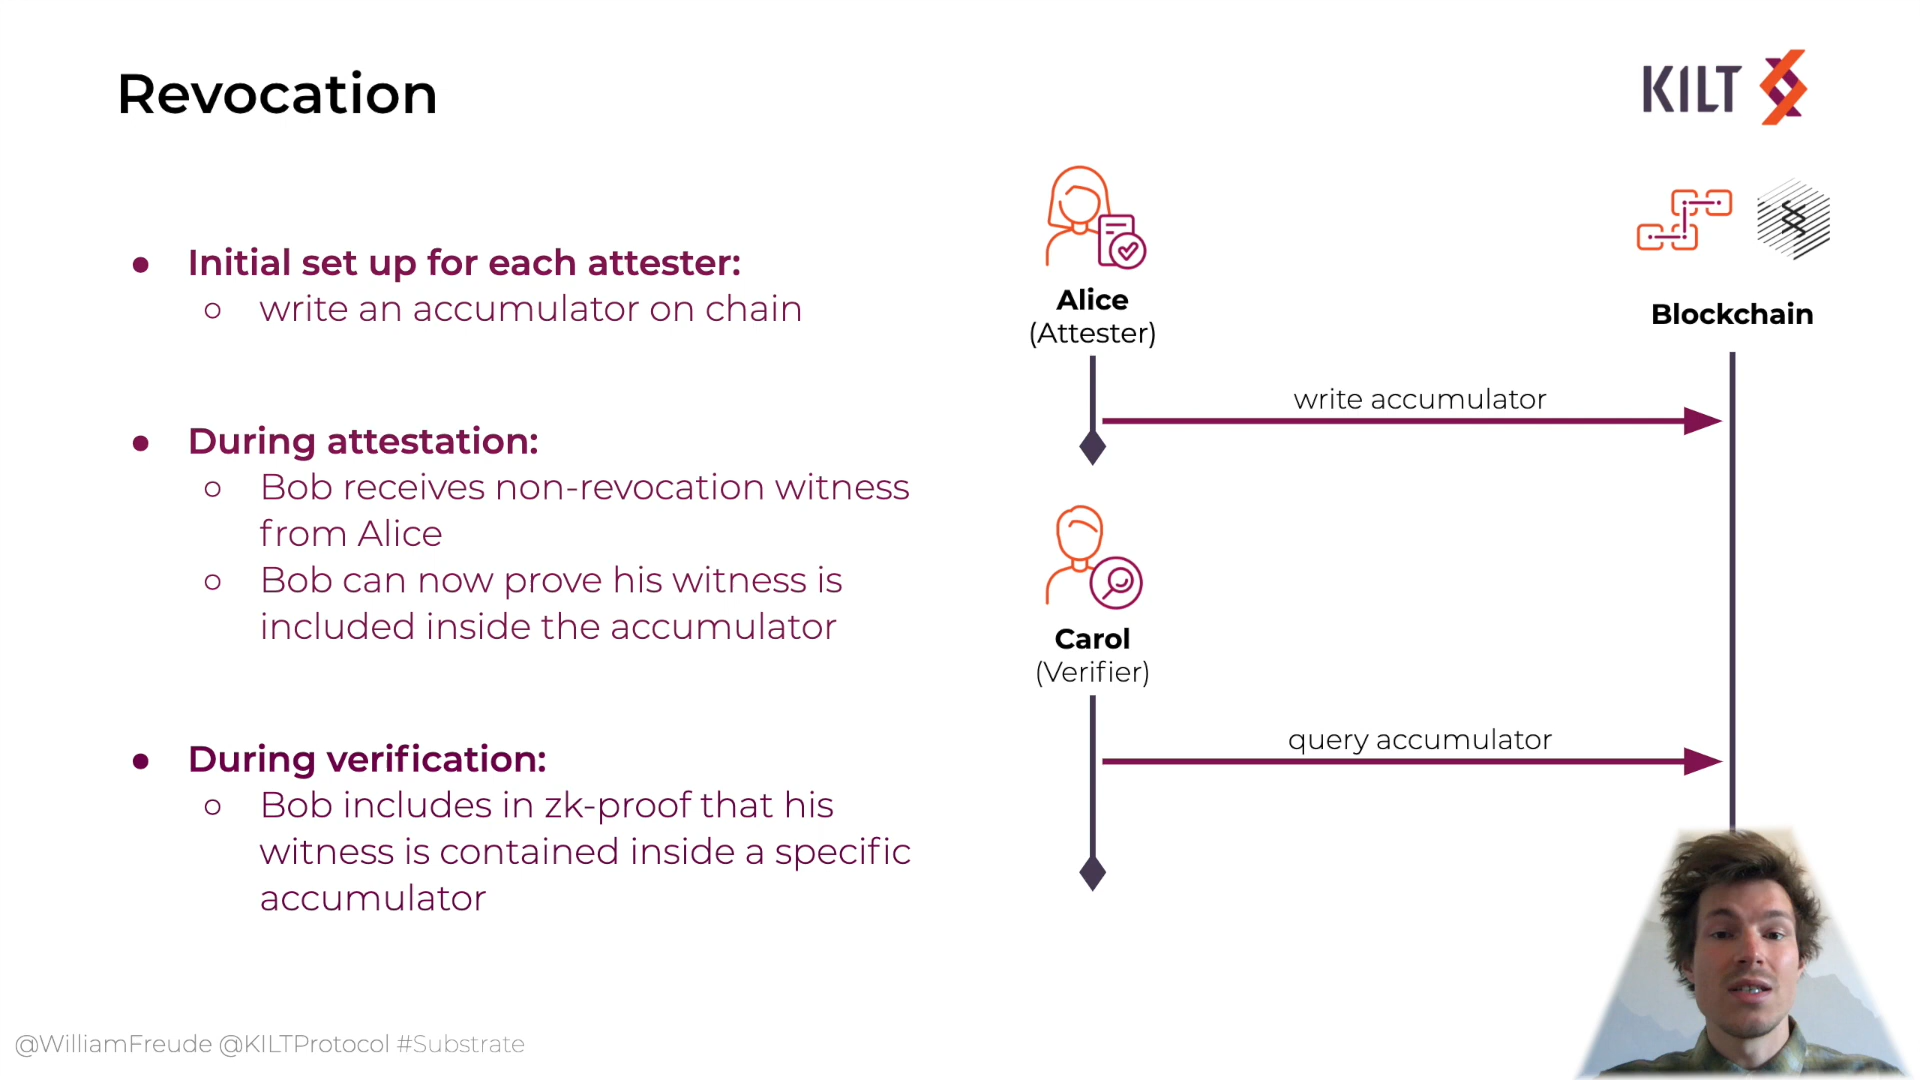 Revocation
KILT
● Initial set up for each attester:
○ write an accumulator on chain
● During attestation:
○ Bob receives non-revocation witness
from Alice
○ Bob can now prove his witness is
included inside the accumulator
● During verification:
○ Bob includes in zk-proof that his
witness is contained inside a specific
accumulator
Alice
(Attester)
Blockchain
write accumulator
Carol
(Verifier)
query accumulator
@WilliamFreude @KILTProtocol #Substrate